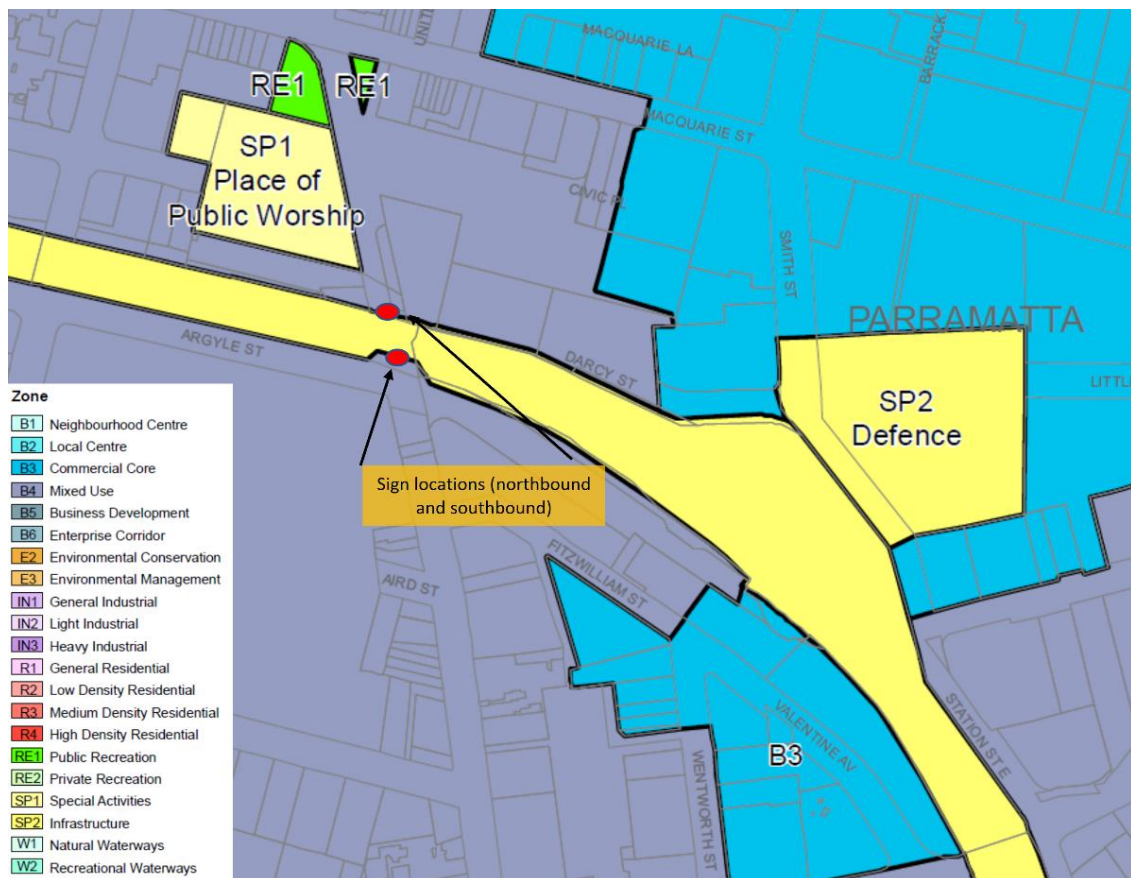 UNIT
MACQUARIE LA
BARRACK
RE1
RE1
MACQUARIE ST
SP1
Place of
Public Worship
CIVIC PL
SMITH ST
PARRAMATTA
ARGYLE ST
DARCY ST
LITTL
SP2
Defence
Sign locations (northbound
and southbound)
FITZWILLIAM ST
AIRD ST
STATION ST E
VALENTINE AV
B3
WENTWORTH ST
Zone
B1 Neighbourhood Centre
B2 Local Centre
B3 Commercial Core
B4 Mixed Use
B5 Business Development
B6 Enterprise Corridor
E2 Environmental Conservation
E3 Environmental Management
IN1 General Industrial
IN2 Light Industrial
IN3 Heavy Industrial
R1 General Residential
R2 Low Density Residential
R3 Medium Density Residential
R4 High Density Residential
RE1 Public Recreation
RE2 Private Recreation
SP1 Special Activities
SP2 Infrastructure
W1 Natural Waterways
W2 Recreational Waterways